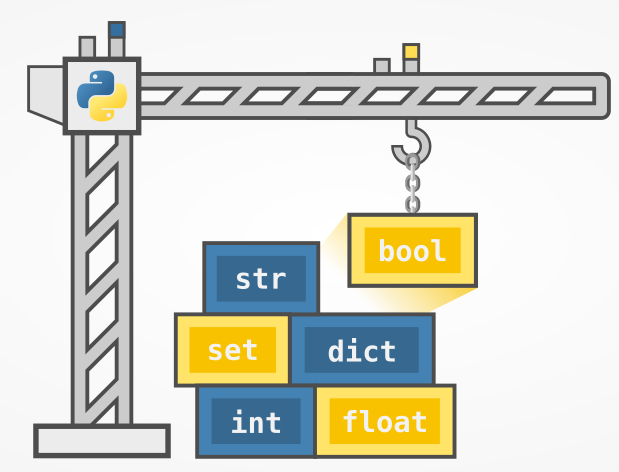 bool
str
set dict
int float